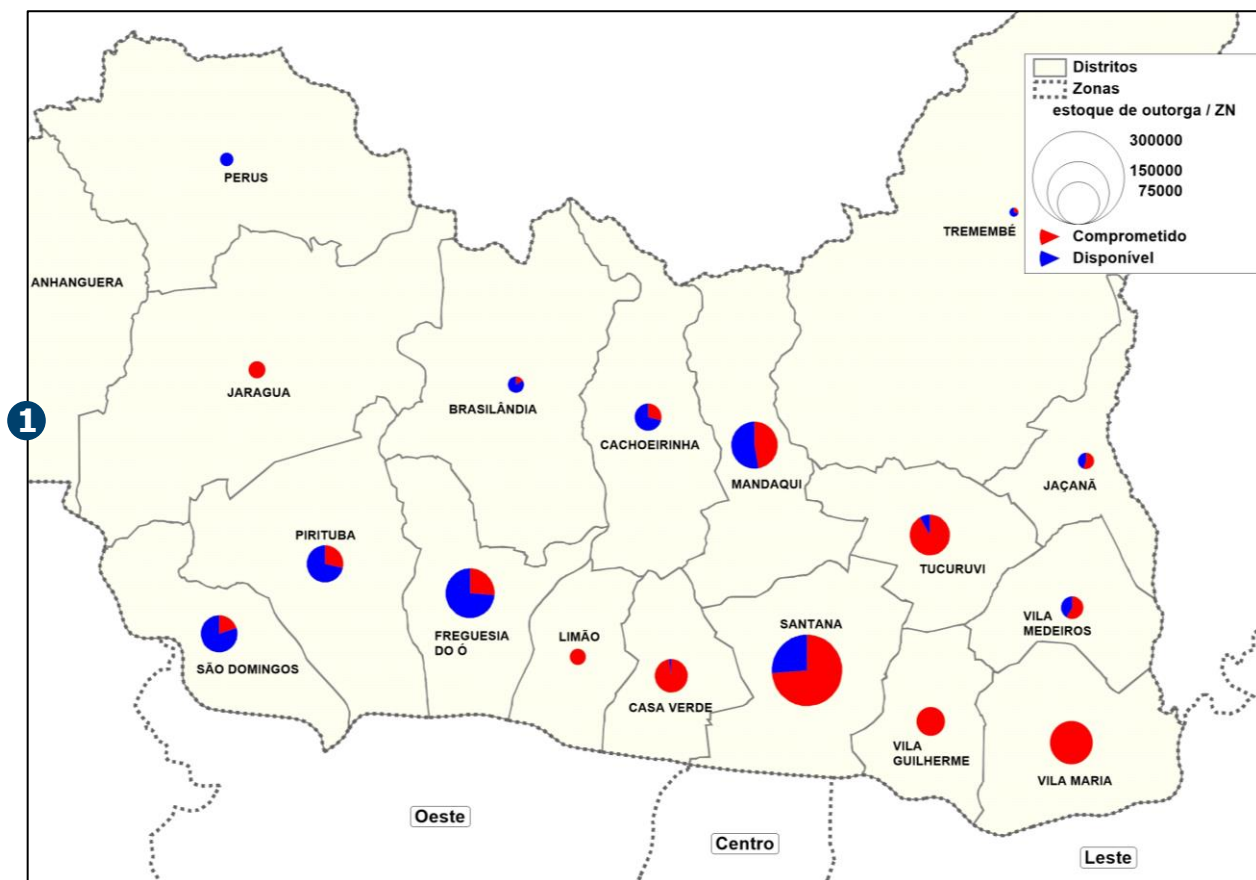 Distritos
Zonas
estoque de outorga / ZN
300000
150000
75000
Comprometido
Disponível
PERUS
TREMEMBÉ
ANHANGUERA
JARAGUA
BRASILÂNDIA
1
CACHOEIRINHA
MANDAQUI
JAÇANÃ
PIRITUBA
TUCURUVI
FREGUESIA
DO Ó
LIMÃO
SANTANA
VILA
MEDEIROS
SÃO DOMINGOS
CASA VERDE
VILA
GUILHERME
VILA MARIA
Oeste
Centro
Leste